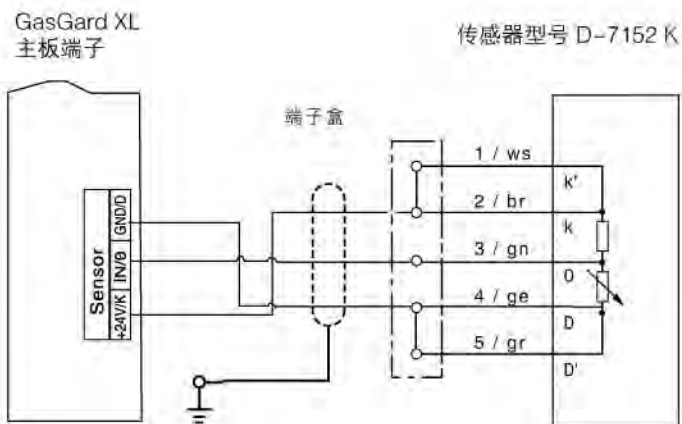 GasGard XL
主板端子
传感器型号 D-7152 K
端子盒
Sensor
GND/D
IN/θ
+24V/K
1 / ws
k'
2 / br
k
3 / gn
0
4 / ge
D
5 / gr
D'